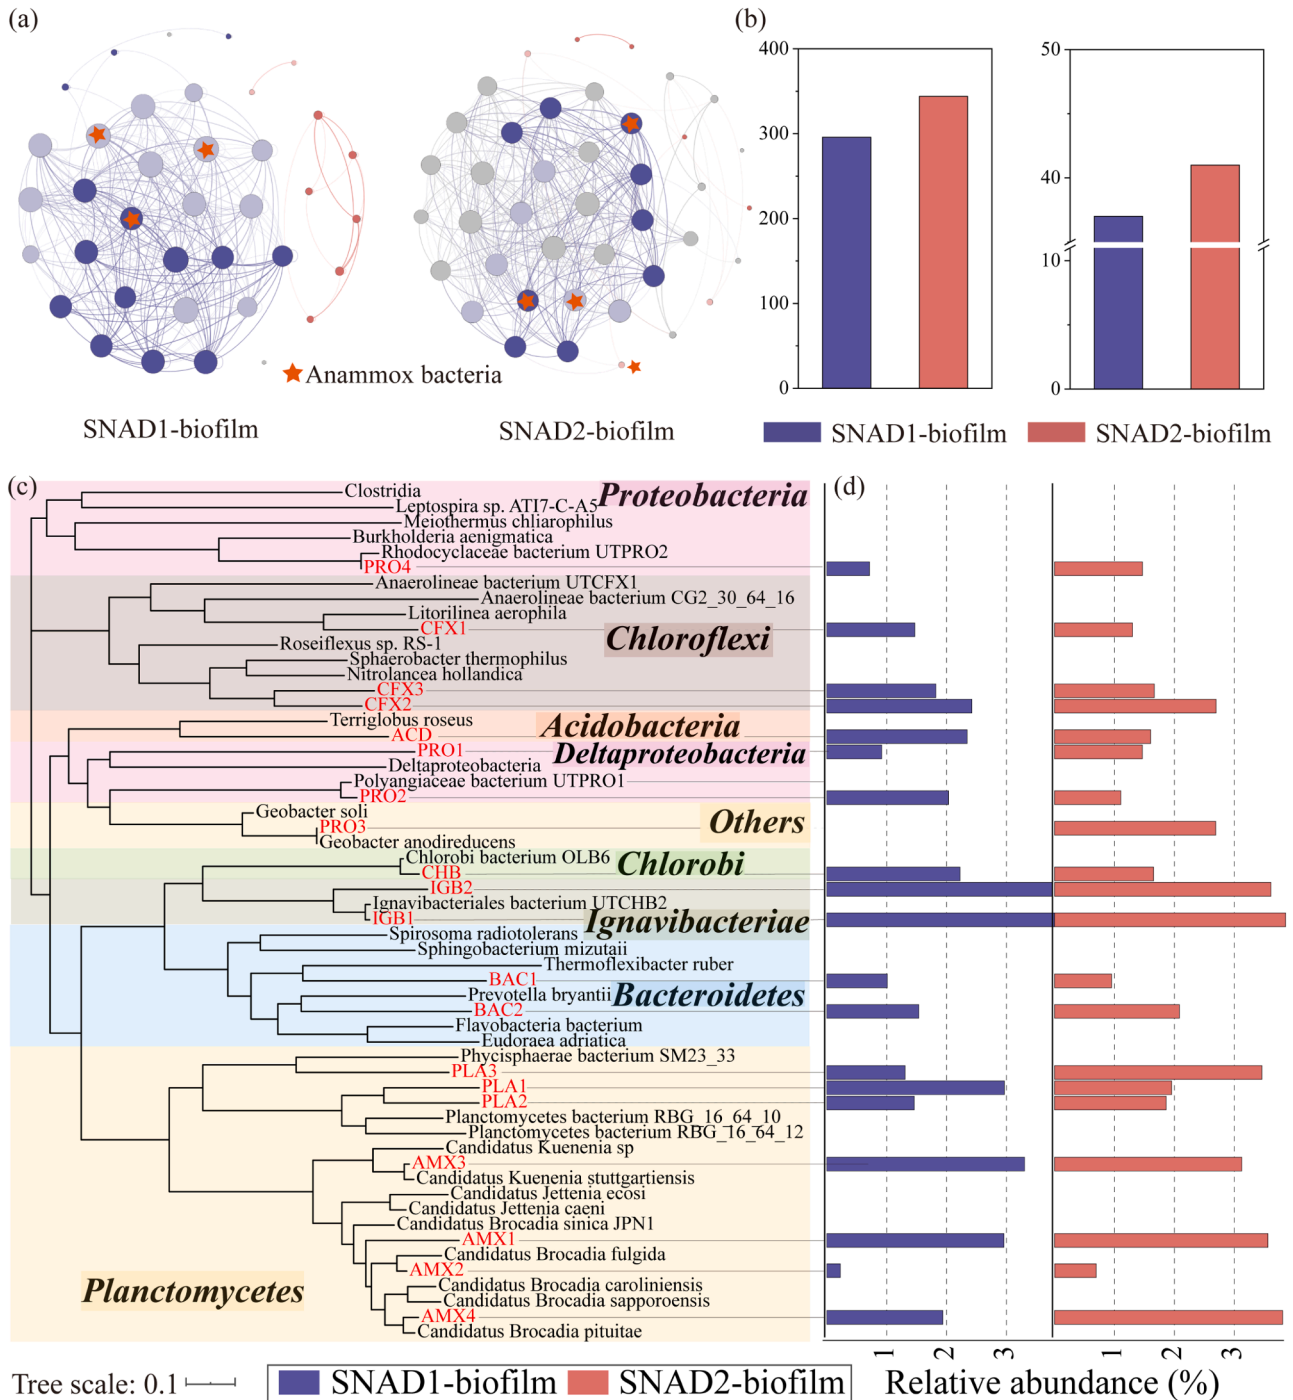 (a)
(b)
400
300
200
100
0
50
40
10
0
Anammox bacteria
SNAD1-biofilm
SNAD2-biofilm
SNAD1-biofilm
SNAD2-biofilm
(c)
(d)
Clostridia
Proteobacteria
Leptospira sp. ATI7-C-A5
Meiothermus chliarophilus
Burkholderia aenigmatica
Rhodocyclaceae bacterium UTPRO2
PRO4
Anaerolineae bacterium UTCFX1
Anaerolineae bacterium CG2_30_64_16
Litorilinea aerophila
CFX1
Chloroflexi
Roseiflexus sp. RS-1
Sphaerobacter thermophilus
Nitrolancea hollandica
CFX3
CFX2
Terriglobus roseus
Acidobacteria
ACD
PRO1
Deltaproteobacteria
Deltaproteobacteria
Polyangiaceae bacterium UTPRO1
PRO2
Geobacter soli
PRO3
Others
Geobacter anodireducens
Chlorobi bacterium OLB6
Chlorobi
CHB
IGB2
Ignavibacteriales bacterium UTCHB2
IGB1
Ignavibacteriae
Spirosoma radiotolerans
Sphingobacterium mizutaii
Thermoflexibacter ruber
BAC1
Prevotella bryantii
Bacteroidetes
BAC2
Flavobacteria bacterium
Eudoraea adriatica
Phycisphaerae bacterium SM23_33
PLA3
PLA1
PLA2
Planctomycetes bacterium RBG_16_64_10
Planctomycetes bacterium RBG_16_64_12
Candidatus Kuenenia sp
AMX3
Candidatus Kuenenia stuttgartiensis
Candidatus Jettenia ecosi
Candidatus Jettenia caeni
Candidatus Brocadia sinica JPN1
AMX1
Candidatus Brocadia fulgida
AMX2
Planctomycetes
Candidatus Brocadia caroliniensis
Candidatus Brocadia sapporoensis
AMX4
Candidatus Brocadia pituitae
1 2 3 1 2 3
Tree scale: 0.1
SNAD1-biofilm
SNAD2-biofilm
Relative abundance (%)